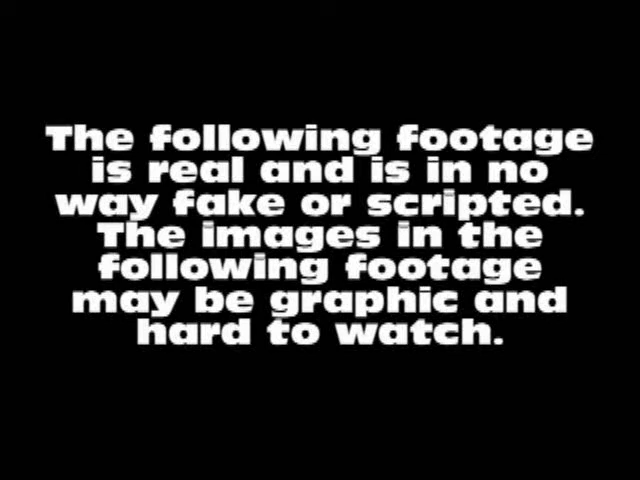 The following footage
is real and is in no
way fake or scripted.
The images in the
following footage
may be graphic and
hard to watch.